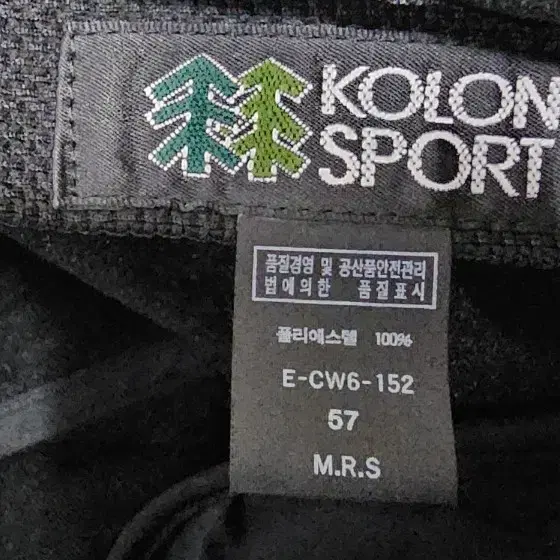 KOLON
SPORT
품질경영 및 공산품안전관리
법에의한 품질표시
폴리에스텔 100%
E-CW6-152
57
M.R.S